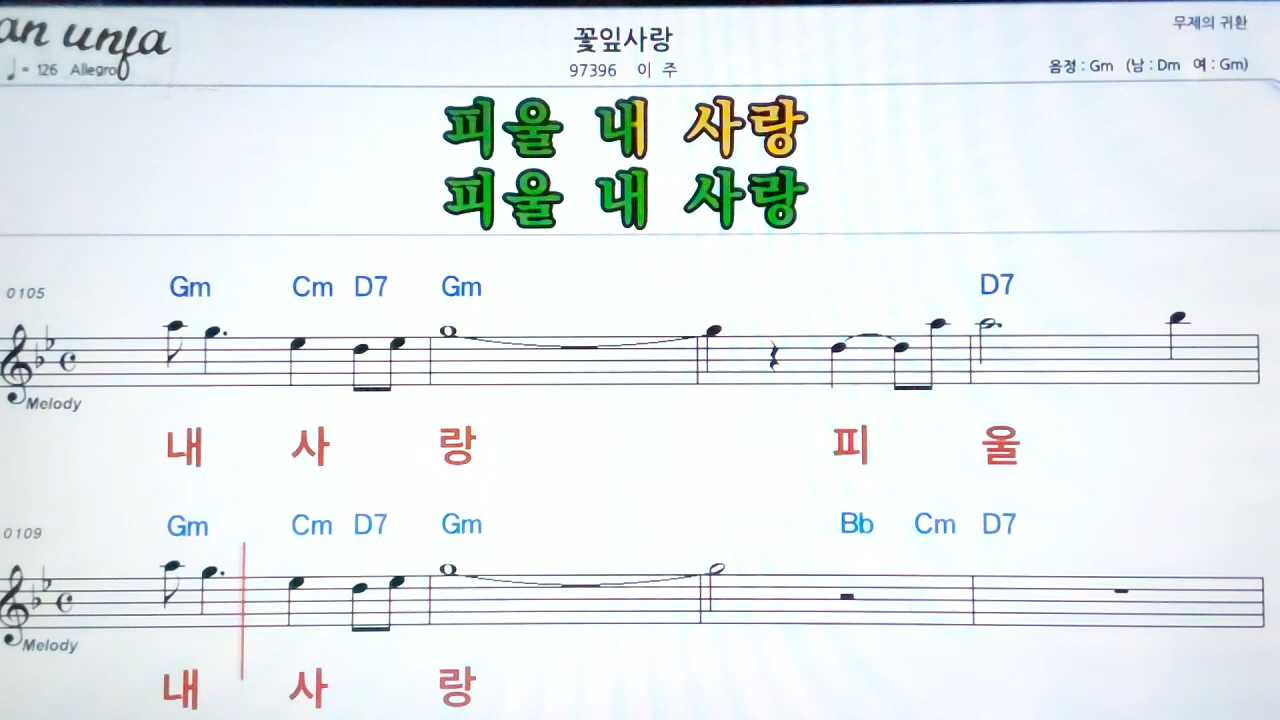 an unfa
무제의 귀환
꽃잎사랑
♩= 126 Allegro
97396 이 주
음정 : Gm (남 : Dm 여 : Gm)
피울 내 사랑
피울 내 사랑
0105 Gm Cm D7 Gm D7
Melody
내 사 랑 피 울
0109 Gm Cm D7 Gm Bb Cm D7
Melody
내 사 랑